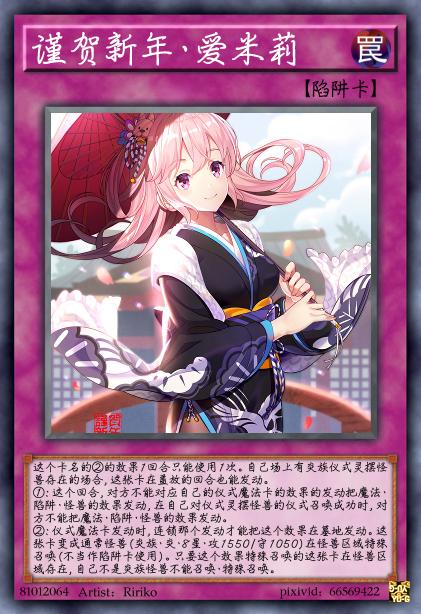 谨贺新年·爱米莉
罠
【陷阱卡】
这个卡名的②的效果1回合只能使用1次。自己场上有炎族仪式灵摆怪
兽存在的场合，这张卡在盖放的回合也能发动。
①：这个回合，对方不能对应自己的仪式魔法卡的效果的发动把魔法·
陷阱·怪兽的效果发动，在自己对仪式灵摆怪兽的仪式召唤成功时，对
方不能把魔法·陷阱·怪兽的效果发动。
②：仪式魔法卡发动时，连锁那个发动才能把这个效果在墓地发动。这
张卡变成通常怪兽（炎族·炎·8星·攻1550/守1050）在怪兽区域特殊
召唤（不当作陷阱卡使用）。只要这个效果特殊召唤的这张卡在怪兽区
域存在，自己不是炎族怪兽不能召唤·特殊召唤。
81012064 Artist: Ririko pixivid: 66569422